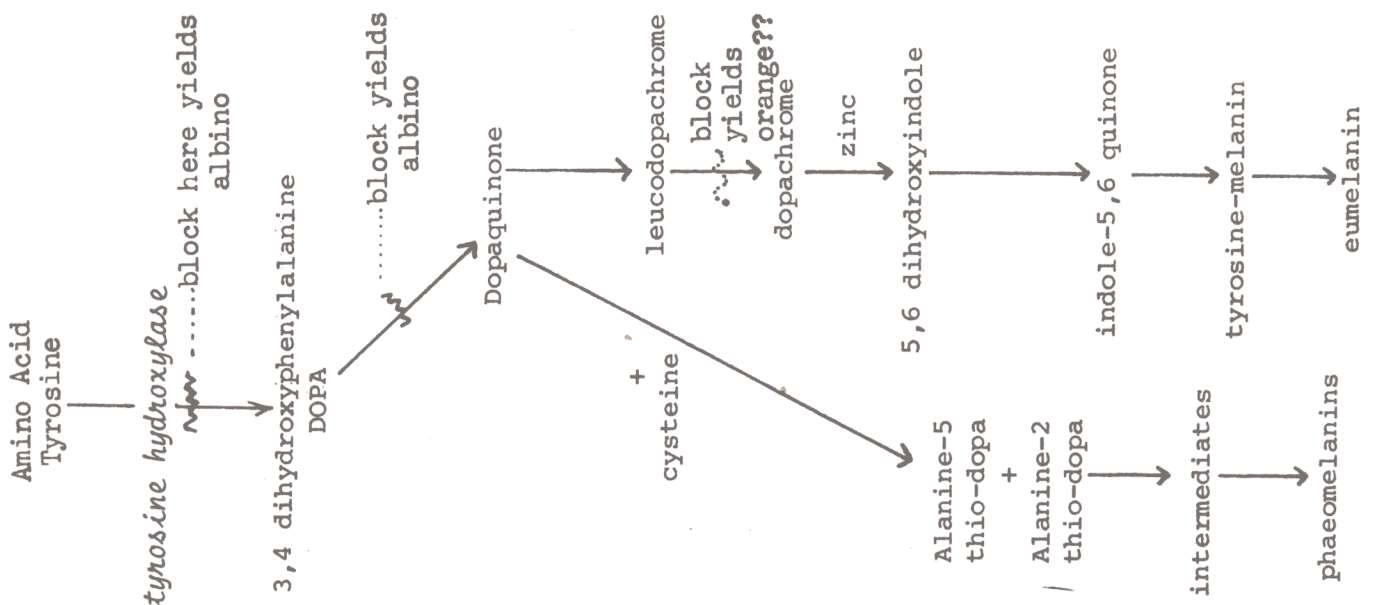 Amino Acid
Tyrosine
tyrosine hydroxylase
......block here yields
albino
3,4 dihydroxyphenylalanine
DOPA
......block yields
albino
Dopaquinone
+
cysteine
Alanine-5
thio-dopa
+
Alanine-2
thio-dopa
intermediates
phaeomelanins
leucodopachrome
block
yields
orange??
dopachrome
zinc
5,6 dihydroxyindole
indole-5,6 quinone
tyrosine-melanin
eumelanin